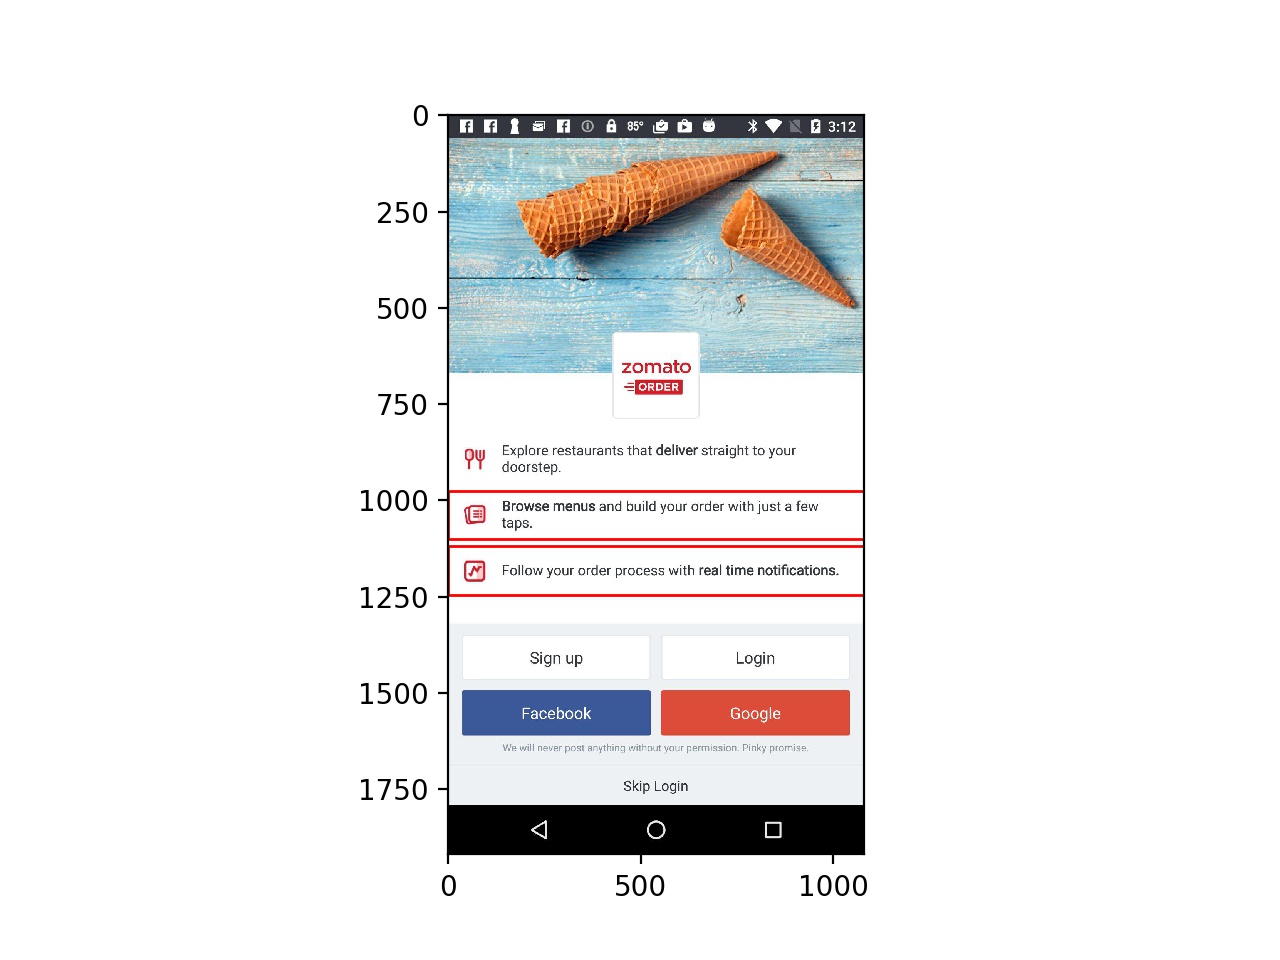 0
250
500
750
1000
1250
1500
1750
85° 3:12
zomato
ORDER
Explore restaurants that deliver straight to your
doorstep.
Browse menus and build your order with just a few
taps.
Follow your order process with real time notifications.
Sign up Login
Facebook Google
We will never post anything without your permission. Pinky promise.
Skip Login
0 500 1000